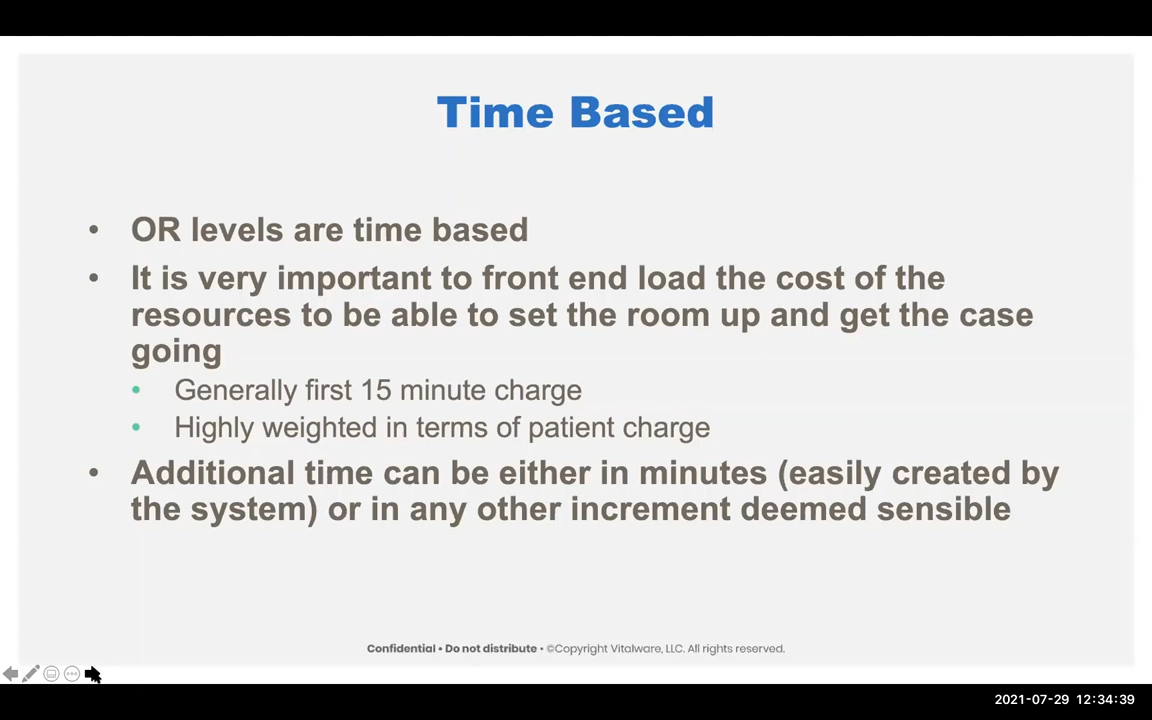 Time Based
• OR levels are time based
• It is very important to front end load the cost of the
resources to be able to set the room up and get the case
going
• Generally first 15 minute charge
• Highly weighted in terms of patient charge
• Additional time can be either in minutes (easily created by
the system) or in any other increment deemed sensible
Confidential • Do not distribute • ©Copyright Vitalware, LLC. All rights reserved.
2021-07-29 12:34:39